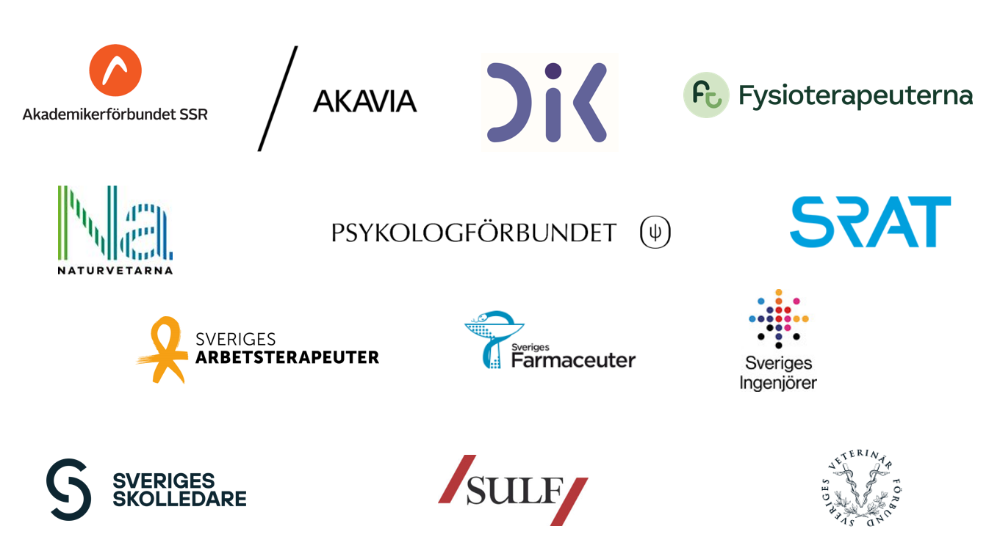 Akademikerförbundet SSR
AKAVIA
DiK
ft Fysioterapeuterna
Na
NATURVETARNA
PSYKOLOGFÖRBUNDET ψ
SRAT
SVERIGES
ARBETSTERAPEUTER
Sveriges
Farmaceuter
Sveriges
Ingenjörer
SVERIGES
SKOLLEDARE
SULF
SVERIGES VETERINÄR FÖRBUND